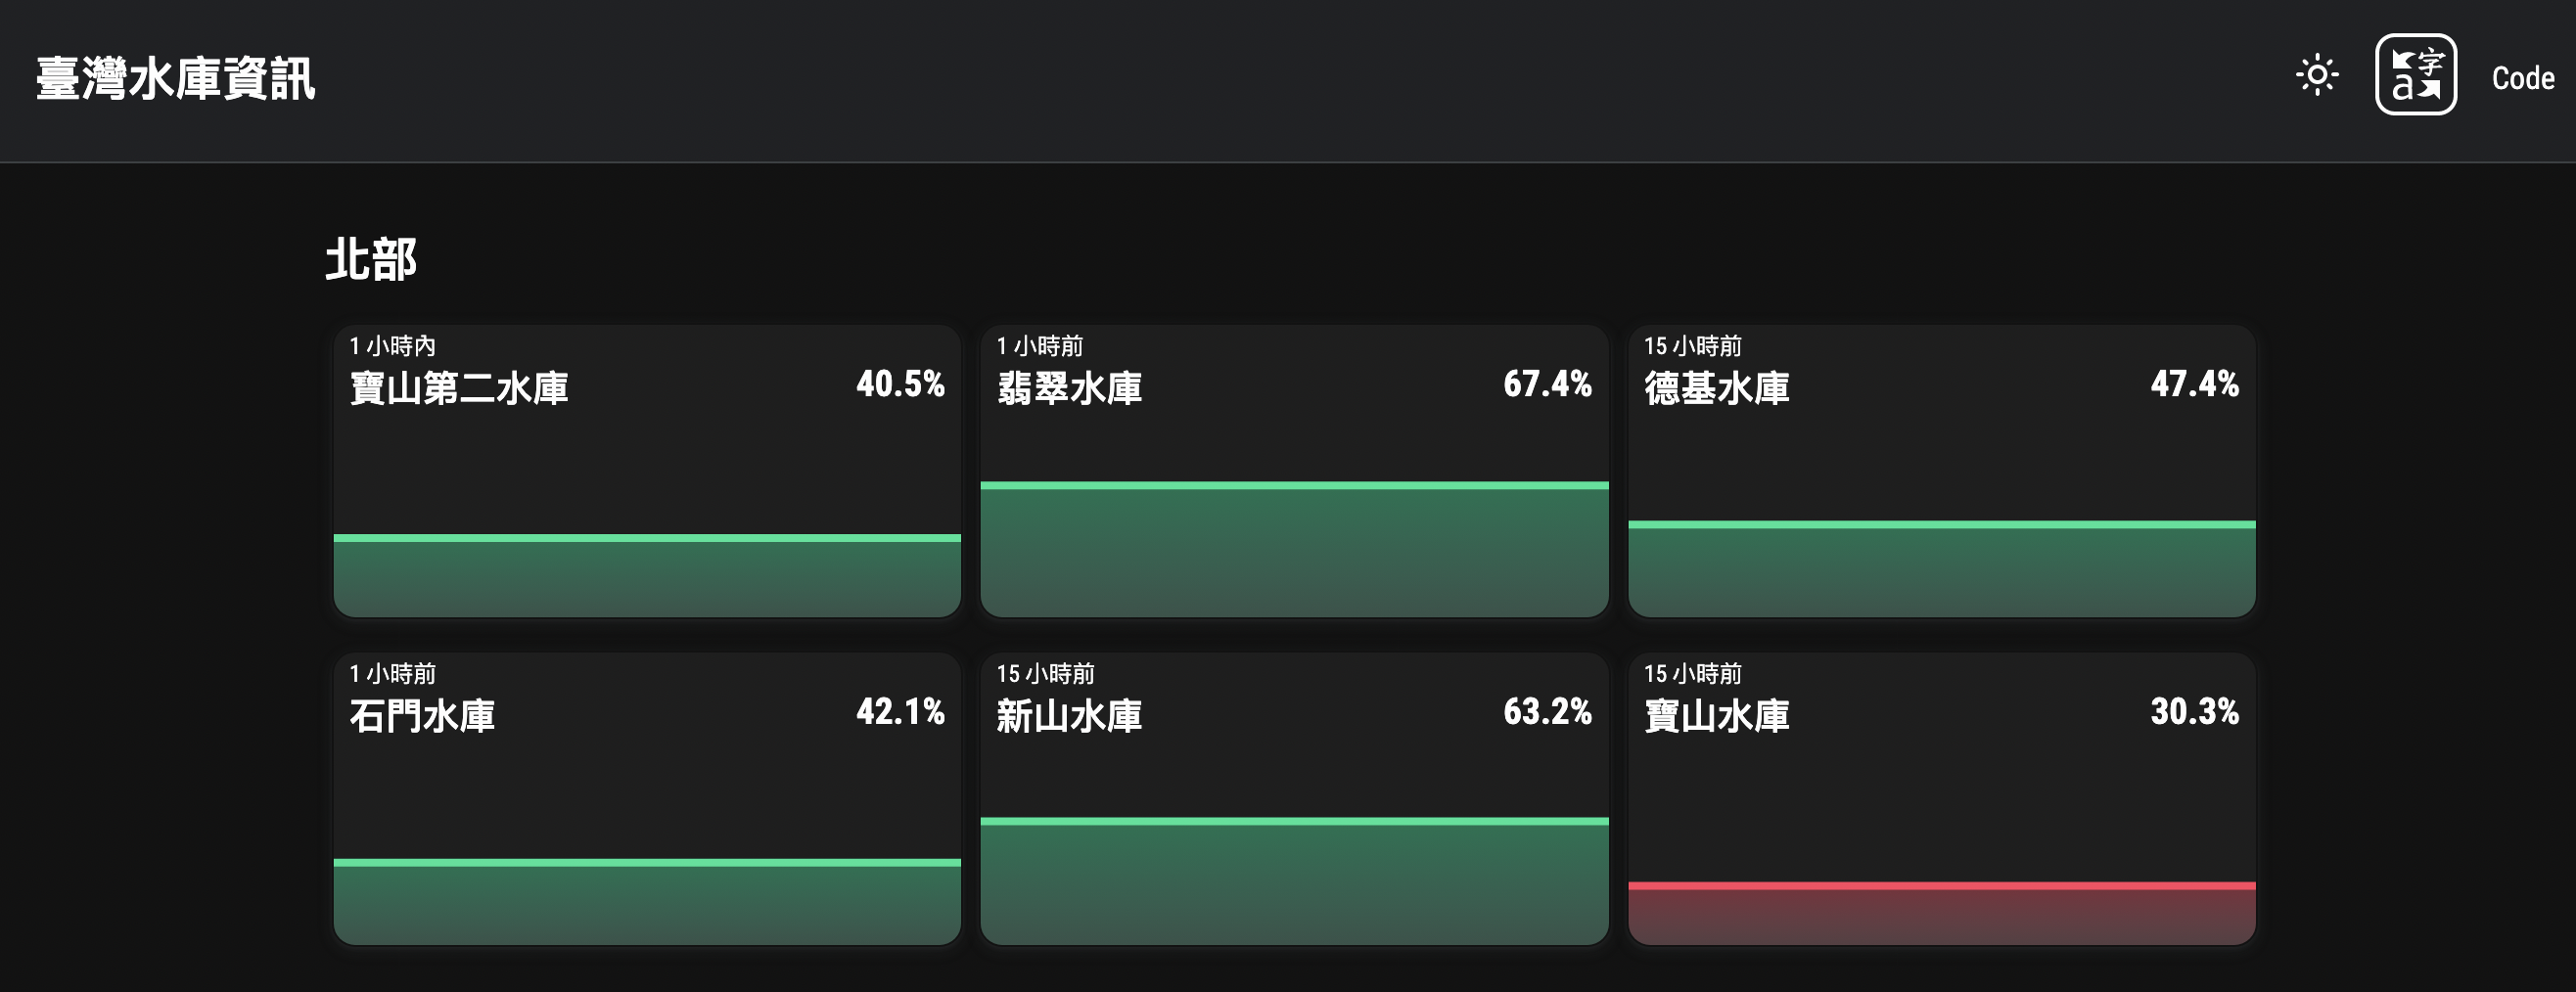 臺灣水庫資訊
字
a
Code
北部
1 小時內
寶山第二水庫 40.5%
1 小時前
翡翠水庫 67.4%
15 小時前
德基水庫 47.4%
1 小時前
石門水庫 42.1%
15 小時前
新山水庫 63.2%
15 小時前
寶山水庫 30.3%